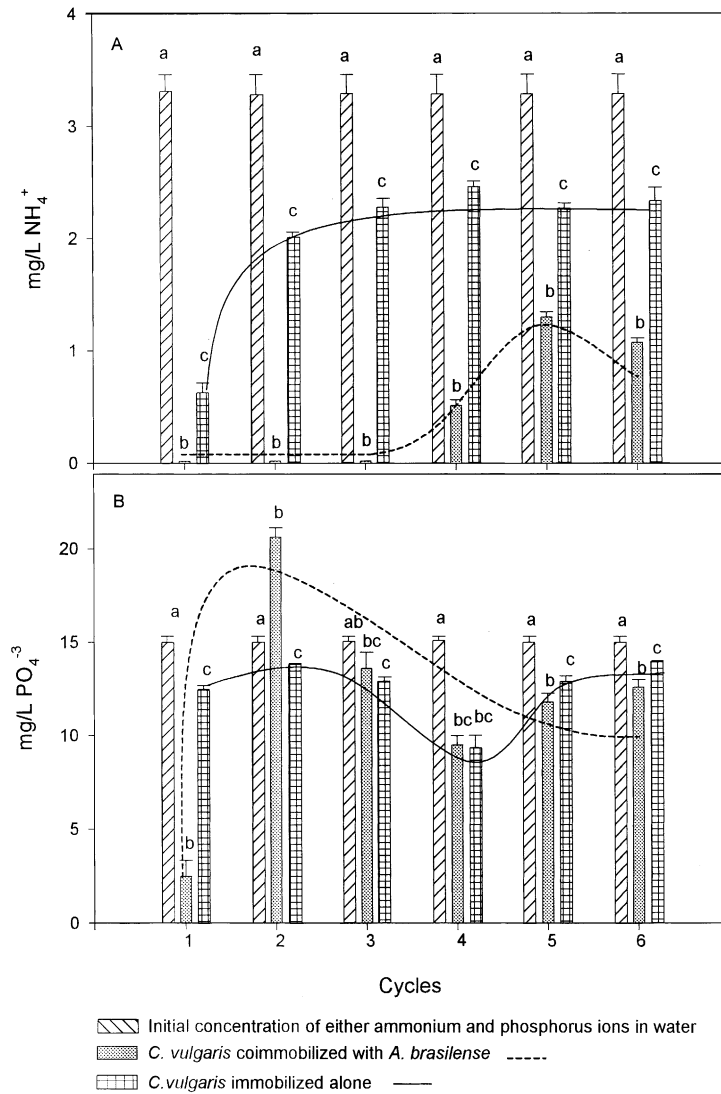 4
A
a
a
a
a
a
a
3
c
c
c
c
c
mg/L NH4+
2
b
1
c
b
b
b
b
b
0
B
b
20
a
a
ab
a
a
a
15
bc
c
c
c
c
b
b
c
mg/L PO4-3
10
bc
bc
5
b
0
1
2
3
4
5
6
Cycles
Initial concentration of either ammonium and phosphorus ions in water
C. vulgaris coimmobilized with A. brasilense
C.vulgaris immobilized alone